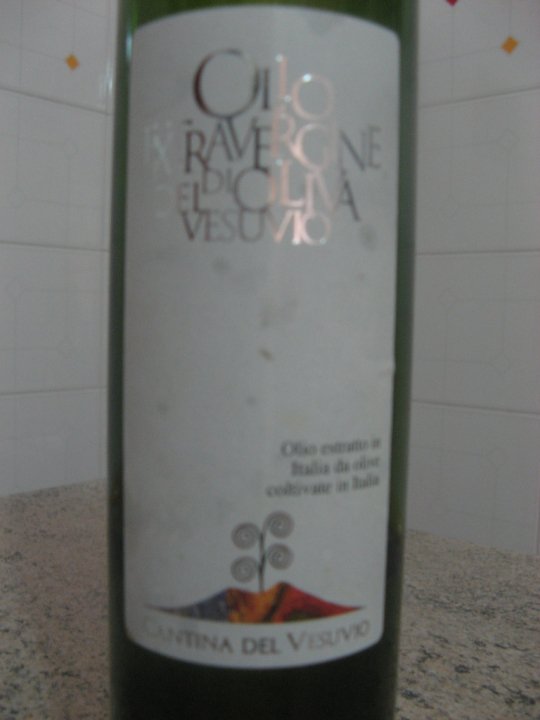 OLIO
EXTRAVERGINE
DI OLIVA
DEL
VESUVIO
Olio estratto in
Italia da olive
coltivate in Italia
CANTINA DEL VESUVIO